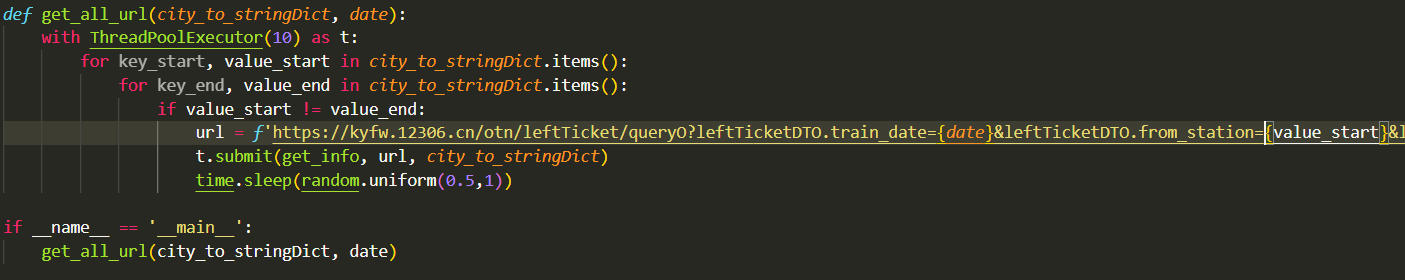 def get_all_url(city_to_stringDict, date):
    with ThreadPoolExecutor(10) as t:
        for key_start, value_start in city_to_stringDict.items():
            for key_end, value_end in city_to_stringDict.items():
                if value_start != value_end:
                    url = f'https://kyfw.12306.cn/otn/leftTicket/queryO?leftTicketDTO.train_date={date}&leftTicketDTO.from_station={value_start}&l
                    t.submit(get_info, url, city_to_stringDict)
                    time.sleep(random.uniform(0.5,1))
if __name__ == '__main__':
    get_all_url(city_to_stringDict, date)